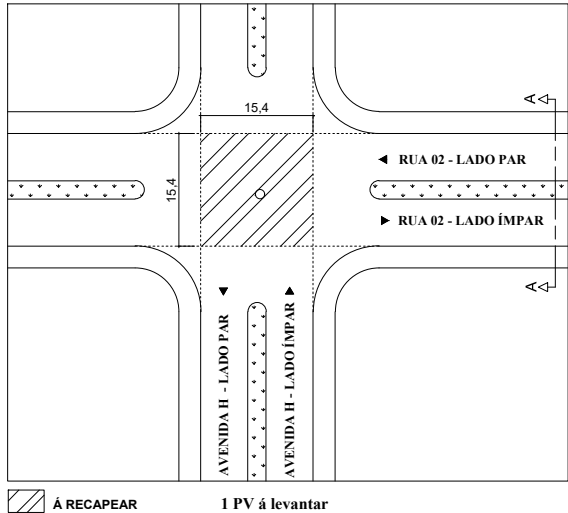 15,4
A
RUA 02 - LADO PAR
15,4
RUA 02 - LADO ÍMPAR
A
AVENIDA H - LADO PAR
AVENIDA H - LADO ÍMPAR
Á RECAPEAR
1 PV á levantar